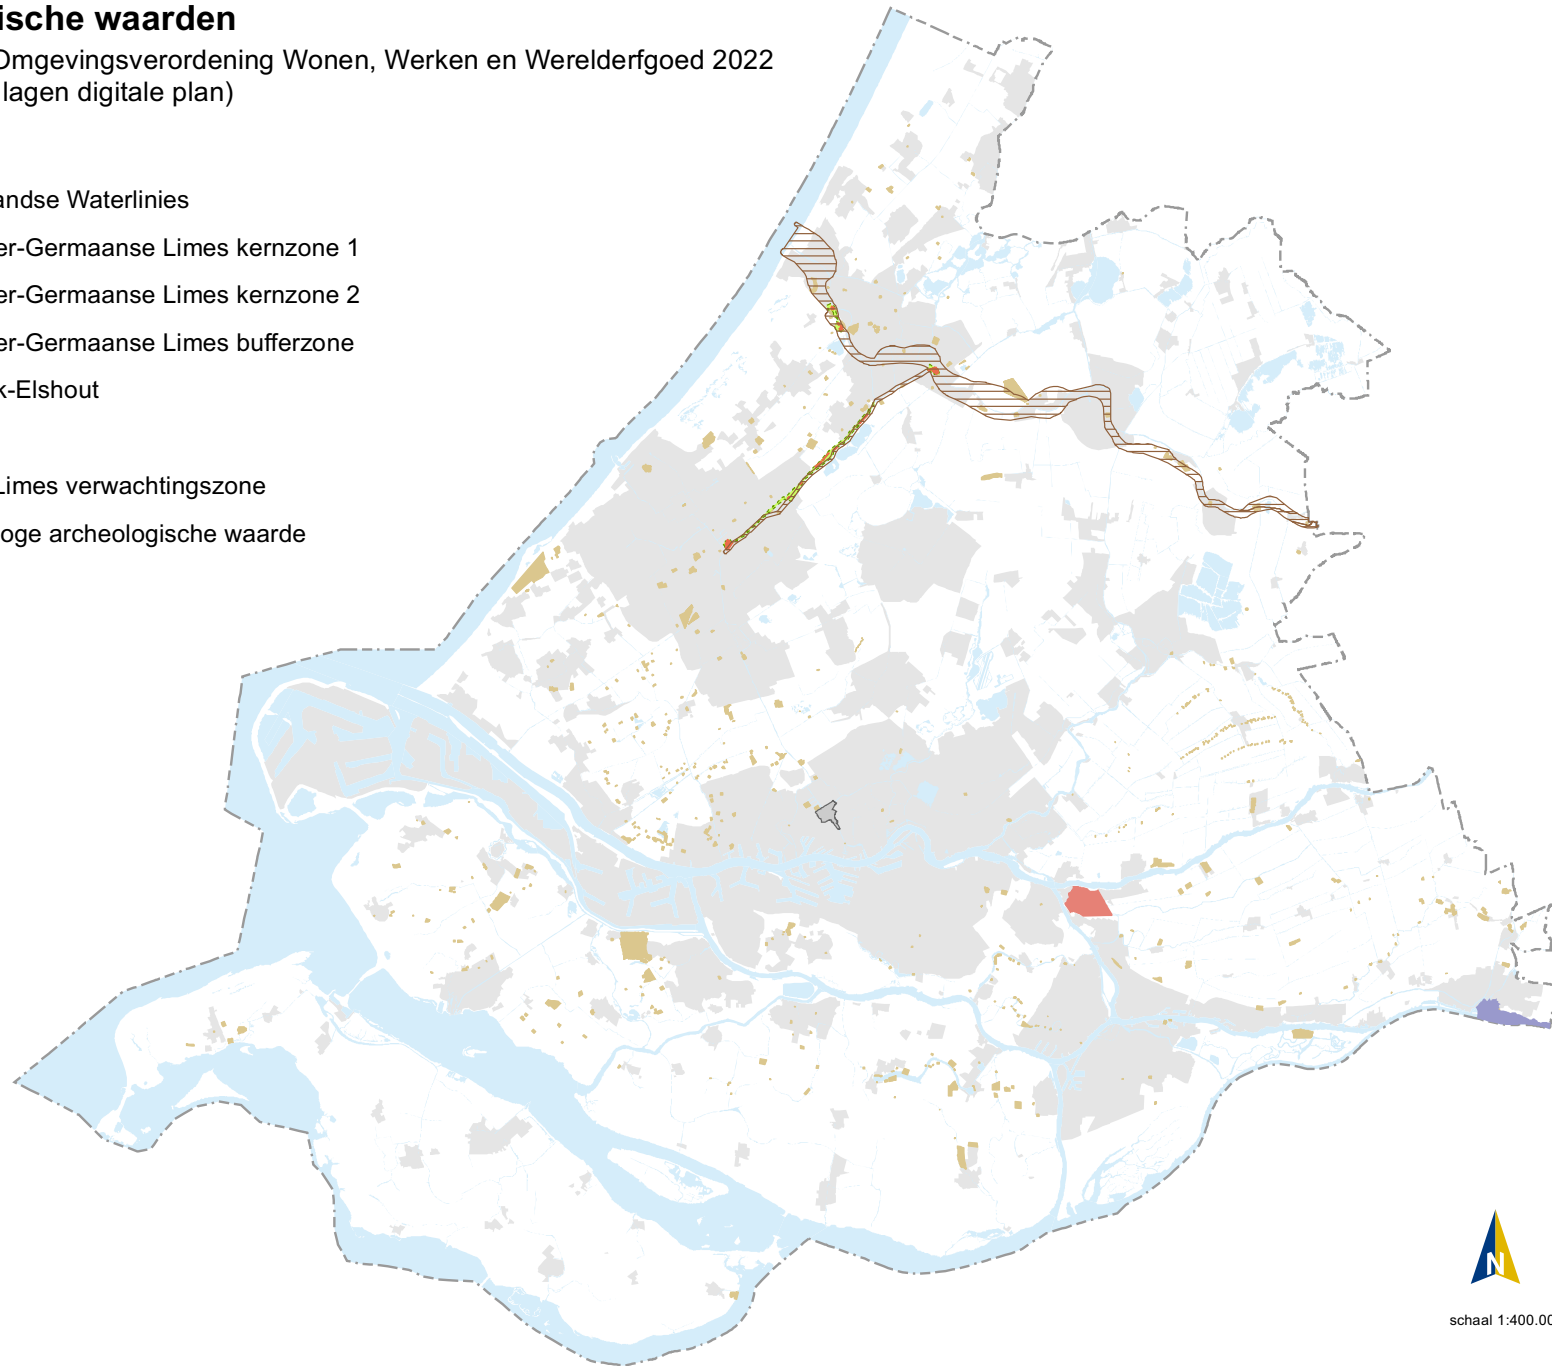 ische waarden
Omgevingsverordening Wonen, Werken en Werelderfgoed 2022
lagen digitale plan)
andse Waterlinies
er-Germaanse Limes kernzone 1
er-Germaanse Limes kernzone 2
er-Germaanse Limes bufferzone
k-Elshout
Limes verwachtingszone
oge archeologische waarde
N
schaal 1:400.00